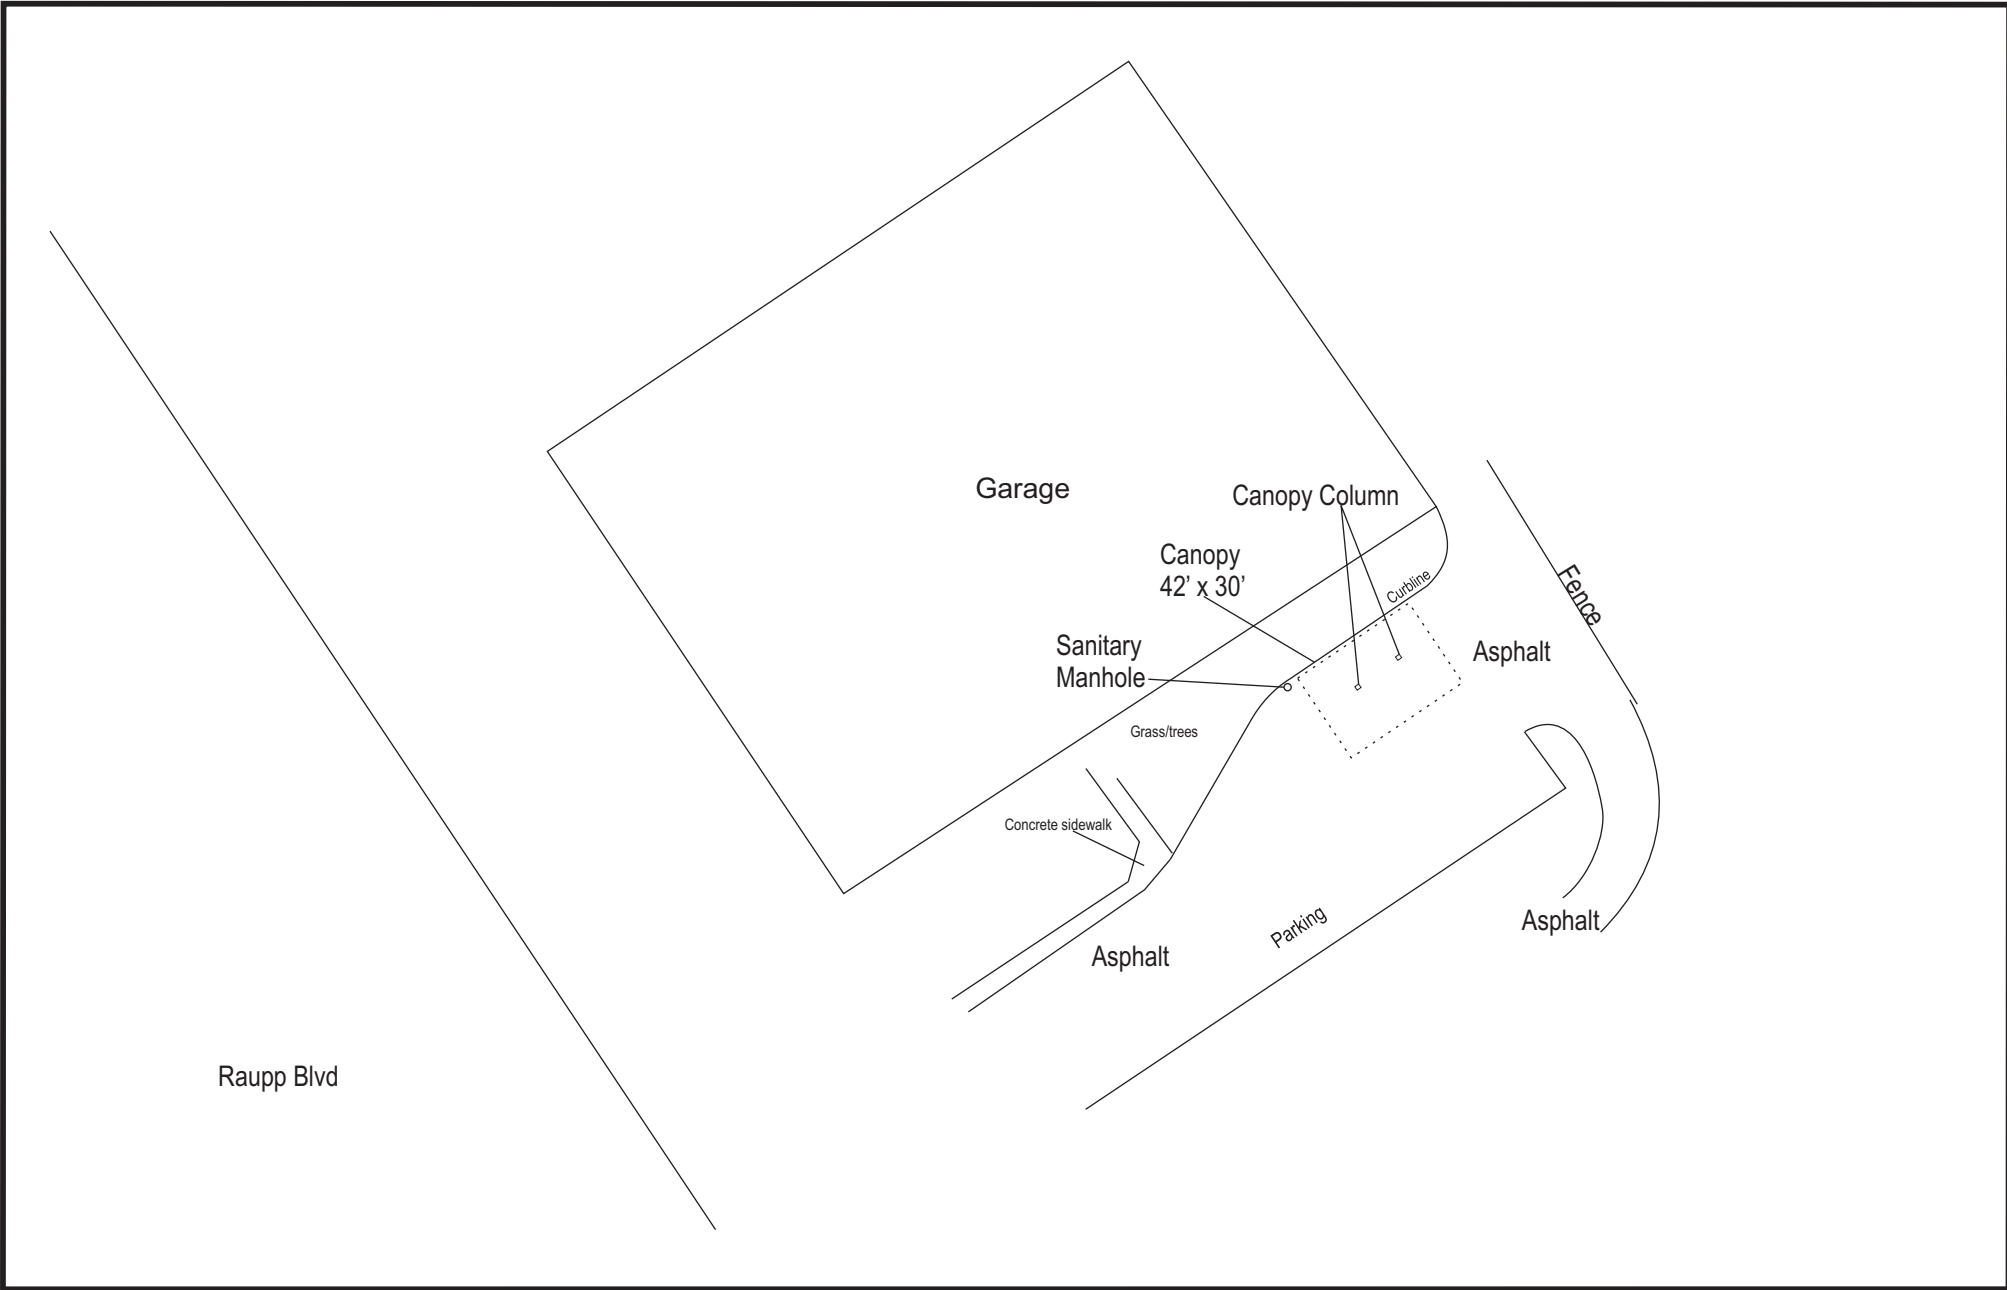 Garage
Canopy Column
Canopy
42’ x 30’
Curbline
Fence
Sanitary
Manhole
Asphalt
Grass/trees
Concrete sidewalk
Parking
Asphalt
Asphalt
Raupp Blvd